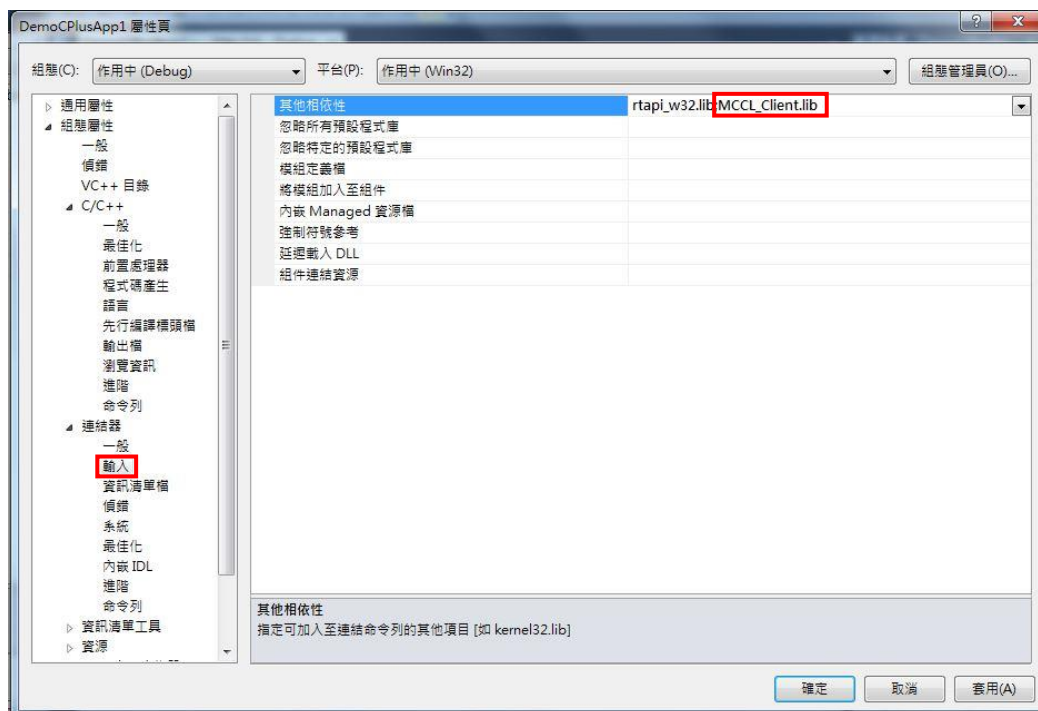 DemoCPlusApp1 屬性頁
組態(C): 作用中 (Debug) 平台(P): 作用中 (Win32) 組態管理員(O)...
通用屬性
組態屬性
一般
偵錯
VC++ 目錄
C/C++
一般
最佳化
前置處理器
程式碼產生
語言
先行編譯標頭檔
輸出檔
瀏覽資訊
進階
命令列
連結器
一般
輸入
資訊清單檔
偵錯
系統
最佳化
內嵌 IDL
進階
命令列
資訊清單工具
資源
其他相依性 rtapi_w32.lib;MCCL_Client.lib
忽略所有預設程式庫
忽略特定的預設程式庫
模組定義檔
將模組加入至組件
內嵌 Managed 資源檔
強制符號參考
延遲載入 DLL
組件連結資源
其他相依性
指定可加入至連結命令列的其他項目 [如 kernel32.lib]
確定 取消 套用(A)